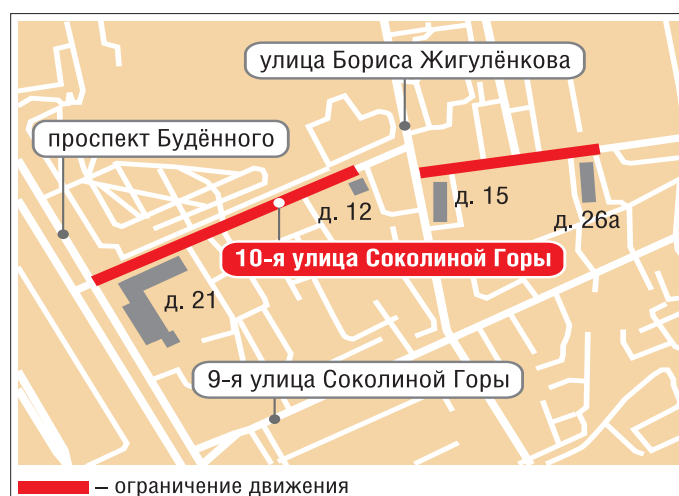 улица Бориса Жигулёнкова
проспект Будённого
д. 12
д. 15
д. 26а
10-я улица Соколиной Горы
д. 21
9-я улица Соколиной Горы
– ограничение движения